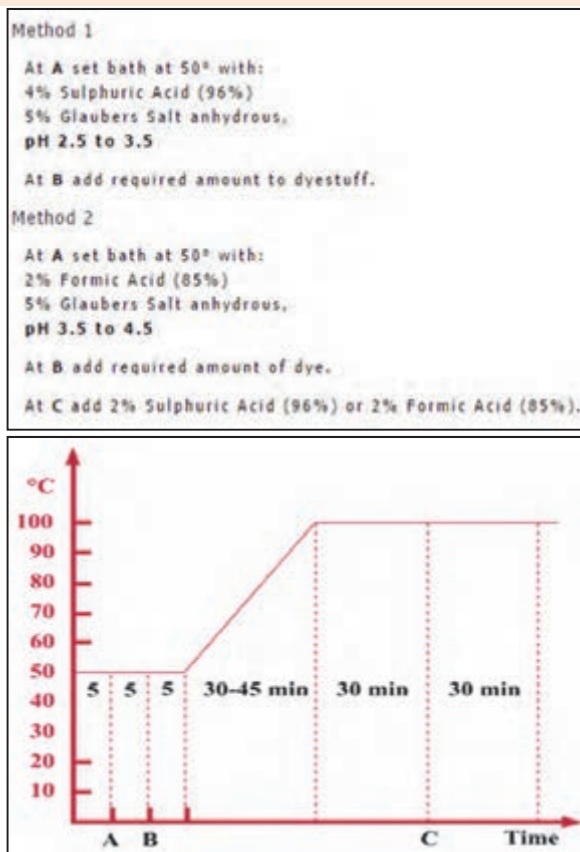 Method 1
At A set bath at 50° with:
4% Sulphuric Acid (96%)
5% Glaubers Salt anhydrous,
pH 2.5 to 3.5
At B add required amount to dyestuff.
Method 2
At A set bath at 50° with:
2% Formic Acid (85%)
5% Glaubers Salt anhydrous,
pH 3.5 to 4.5
At B add required amount of dye.
At C add 2% Sulphuric Acid (96%) or 2% Formic Acid (85%).
°C
100
90
80
70
60
50
40
30
20
10
5 5 5 30-45 min 30 min 30 min
A B C Time